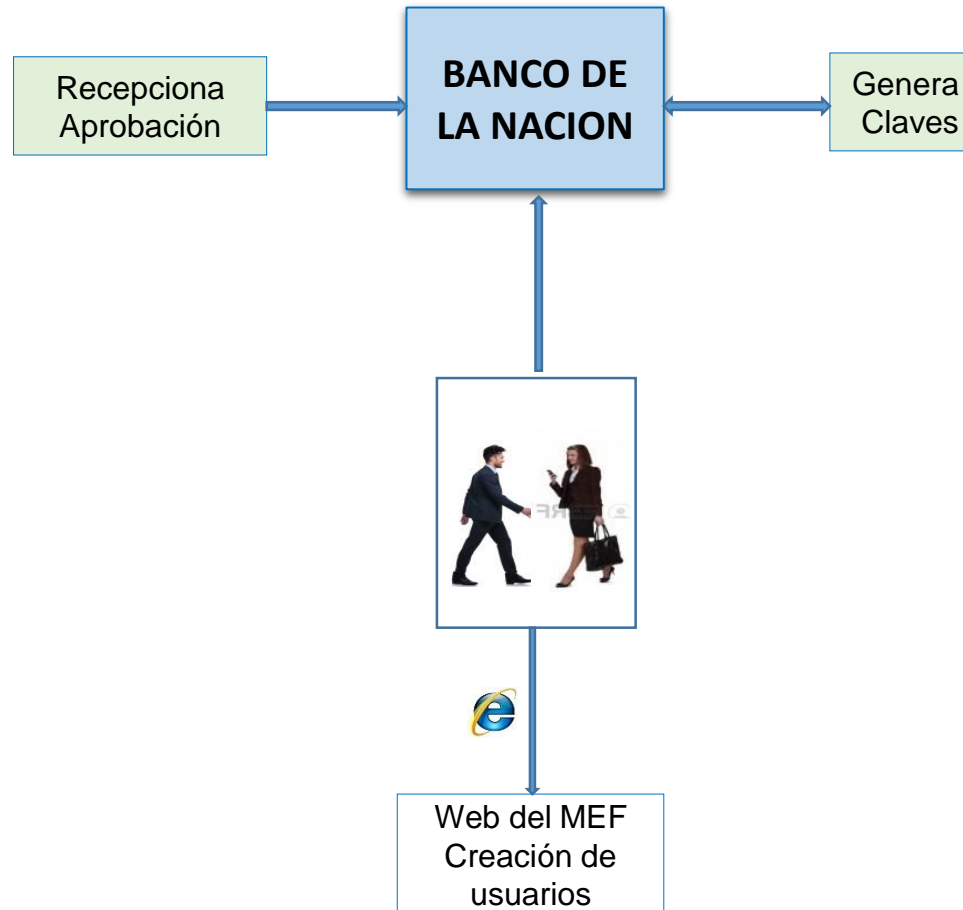 Recepciona
Aprobación
BANCO DE
LA NACION
Genera
Claves
Web del MEF
Creación de
usuarios